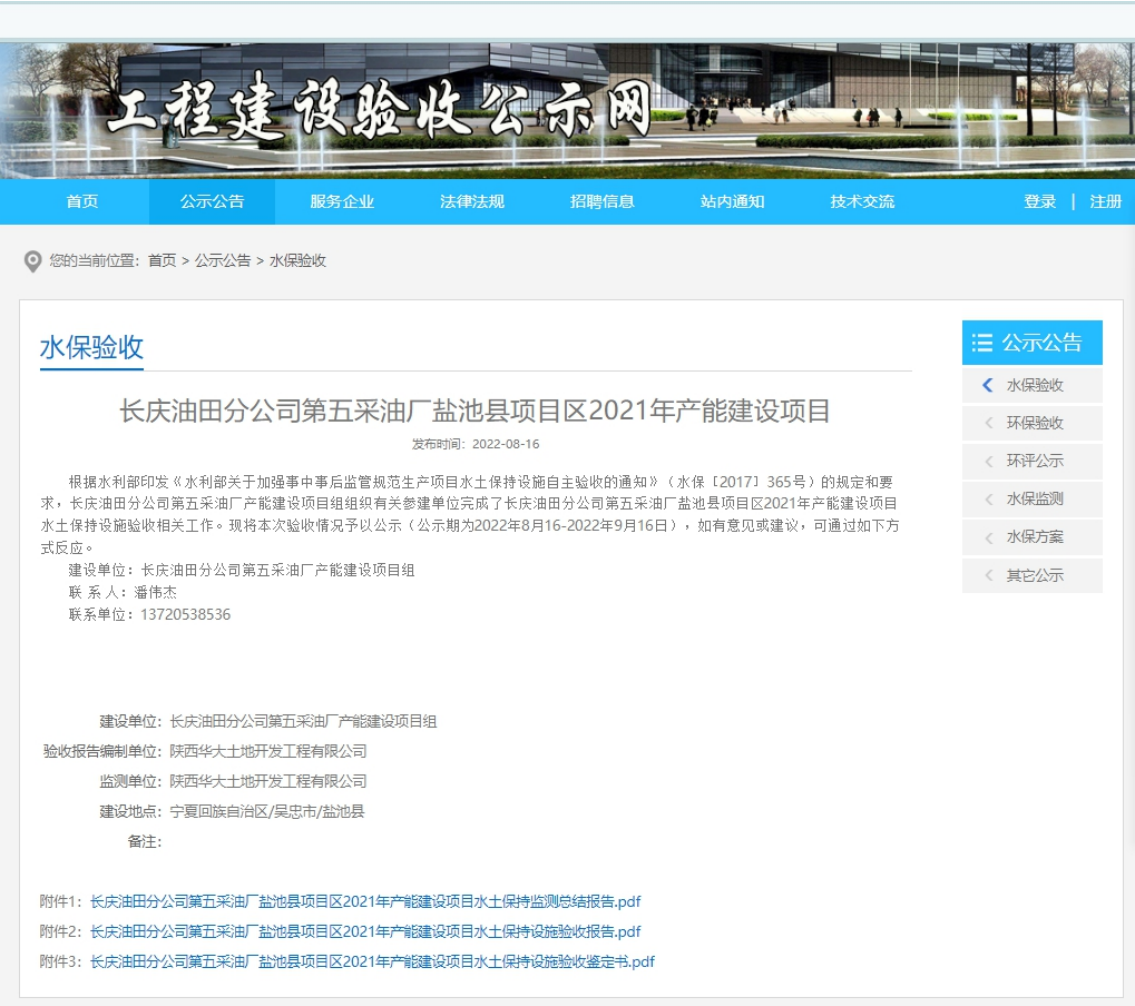 工程建设验收公示网
首页 公示公告 服务企业 法律法规 招聘信息 站内通知 技术交流 登录 | 注册
您的当前位置：首页 > 公示公告 > 水保验收
水保验收
长庆油田分公司第五采油厂盐池县项目区2021年产能建设项目
发布时间：2022-08-16
根据水利部印发《水利部关于加强事中事后监管规范生产项目水土保持设施自主验收的通知》（水保［2017］365号）的规定和要
求，长庆油田分公司第五采油厂产能建设项目组组织有关参建单位完成了长庆油田分公司第五采油厂盐池县项目区2021年产能建设项目
水土保持设施验收相关工作。现将本次验收情况予以公示（公示期为2022年8月16-2022年9月16日），如有意见或建议，可通过如下方
式反应。
建设单位：长庆油田分公司第五采油厂产能建设项目组
联 系 人：潘伟杰
联系单位：13720538536
建设单位：长庆油田分公司第五采油厂产能建设项目组
验收报告编制单位：陕西华大土地开发工程有限公司
监测单位：陕西华大土地开发工程有限公司
建设地点：宁夏回族自治区/吴忠市/盐池县
备注：
附件1：长庆油田分公司第五采油厂盐池县项目区2021年产能建设项目水土保持监测总结报告.pdf
附件2：长庆油田分公司第五采油厂盐池县项目区2021年产能建设项目水土保持设施验收报告.pdf
附件3：长庆油田分公司第五采油厂盐池县项目区2021年产能建设项目水土保持设施验收鉴定书.pdf
公示公告
水保验收
环保验收
环评公示
水保监测
水保方案
其它公示